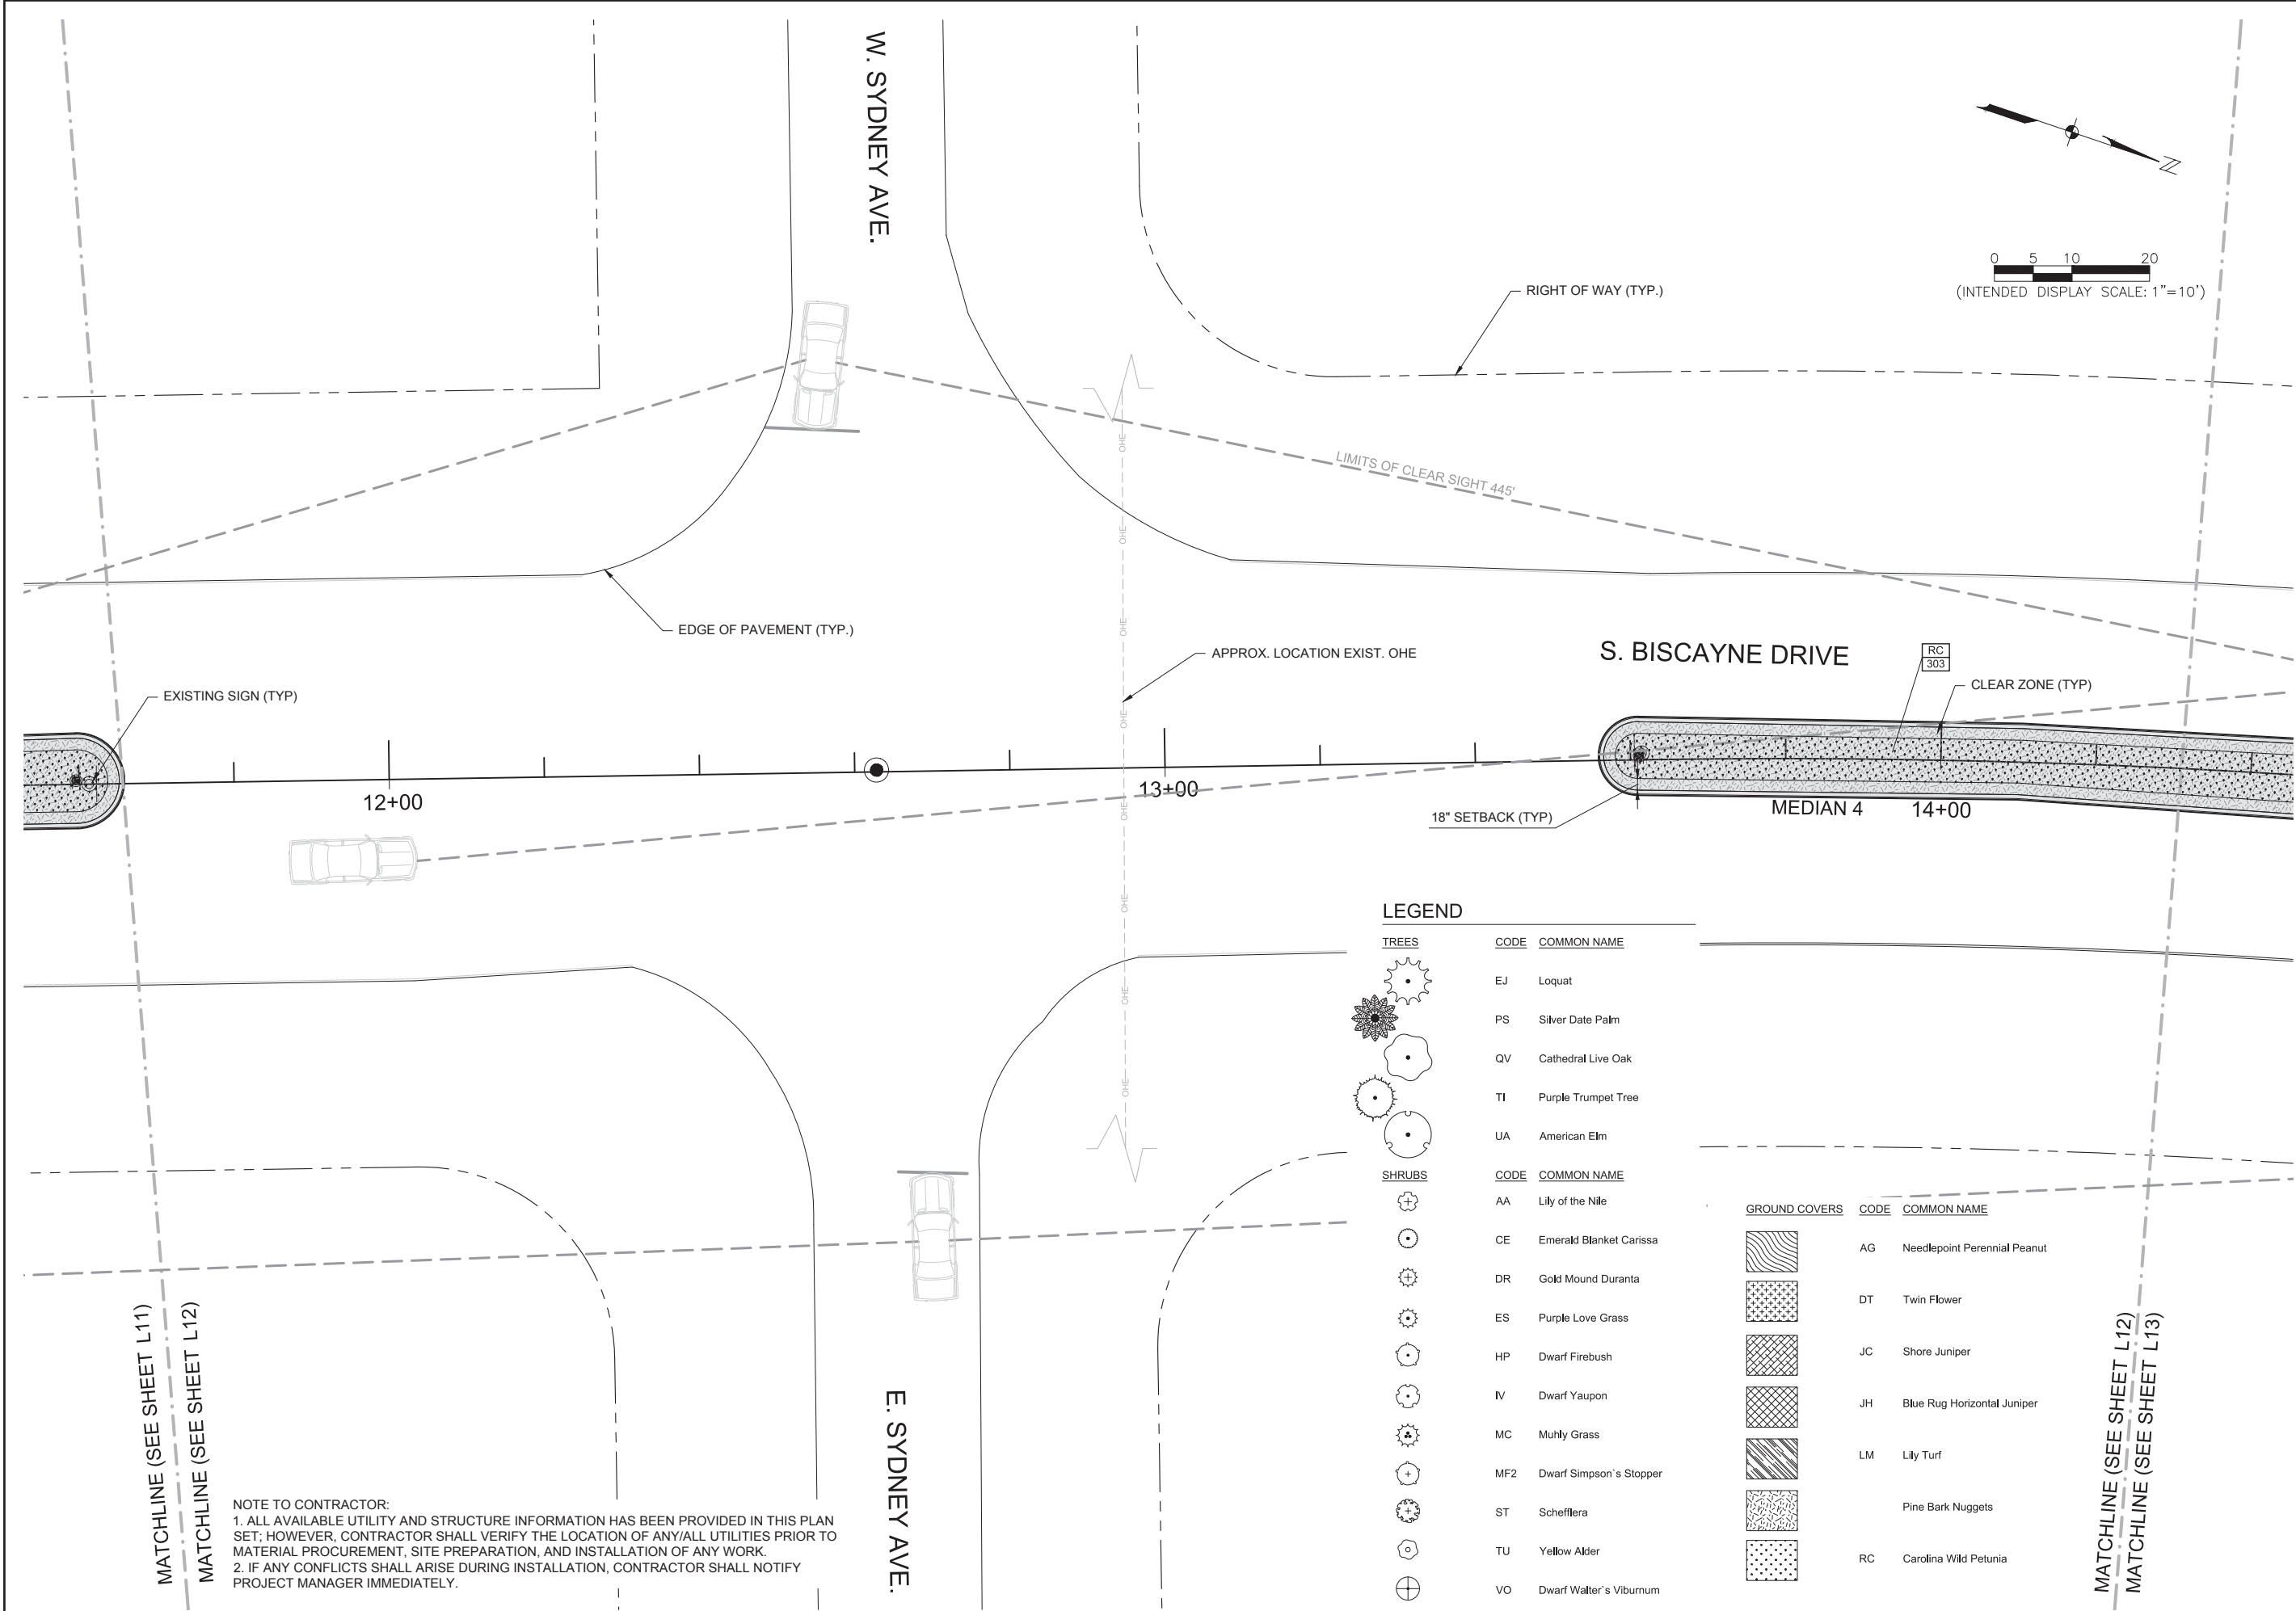 W. SYDNEY AVE.
N
0 5 10 20
(INTENDED DISPLAY SCALE: 1"=10')
RIGHT OF WAY (TYP.)
LIMITS OF CLEAR SIGHT 445'
OHE
OHE
OHE
OHE
OHE
OHE
OHE
OHE
EDGE OF PAVEMENT (TYP.)
APPROX. LOCATION EXIST. OHE
S. BISCAYNE DRIVE
RC
303
CLEAR ZONE (TYP)
EXISTING SIGN (TYP)
12+00
13+00
18" SETBACK (TYP)
MEDIAN 4
14+00
LEGEND
TREES CODE COMMON NAME
EJ Loquat
PS Silver Date Palm
QV Cathedral Live Oak
TI Purple Trumpet Tree
UA American Elm
SHRUBS CODE COMMON NAME
AA Lily of the Nile
CE Emerald Blanket Carissa
DR Gold Mound Duranta
ES Purple Love Grass
HP Dwarf Firebush
IV Dwarf Yaupon
MC Muhly Grass
MF2 Dwarf Simpson`s Stopper
ST Schefflera
TU Yellow Alder
VO Dwarf Walter`s Viburnum
GROUND COVERS CODE COMMON NAME
AG Needlepoint Perennial Peanut
DT Twin Flower
JC Shore Juniper
JH Blue Rug Horizontal Juniper
LM Lily Turf
Pine Bark Nuggets
RC Carolina Wild Petunia
MATCHLINE (SEE SHEET L11)
MATCHLINE (SEE SHEET L12)
E. SYDNEY AVE.
MATCHLINE (SEE SHEET L12)
MATCHLINE (SEE SHEET L13)
NOTE TO CONTRACTOR:
1. ALL AVAILABLE UTILITY AND STRUCTURE INFORMATION HAS BEEN PROVIDED IN THIS PLAN
SET; HOWEVER, CONTRACTOR SHALL VERIFY THE LOCATION OF ANY/ALL UTILITIES PRIOR TO
MATERIAL PROCUREMENT, SITE PREPARATION, AND INSTALLATION OF ANY WORK.
2. IF ANY CONFLICTS SHALL ARISE DURING INSTALLATION, CONTRACTOR SHALL NOTIFY
PROJECT MANAGER IMMEDIATELY.